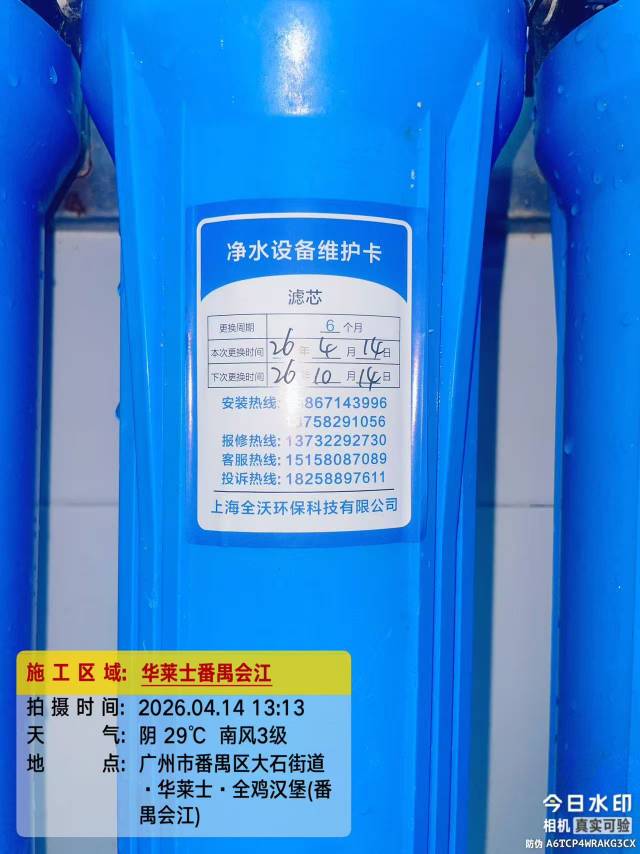 净水设备维护卡
滤芯
更换周期 6 个月
本次更换时间 26 年 4 月 14 日
下次更换时间 26 年 10 月 14 日
安装热线: 867143996
758291056
报修热线: 13732292730
客服热线: 15158087089
投诉热线: 18258897611
上海全沃环保科技有限公司
施工区域: 华莱士番禺会江
拍摄时间: 2026.04.14 13:13
天气: 阴 29℃ 南风3级
地点: 广州市番禺区大石街道
·华莱士·全鸡汉堡(番
禺会江)
今日水印
相机 真实可验
防伪 A6TCP4WRAKG3CX